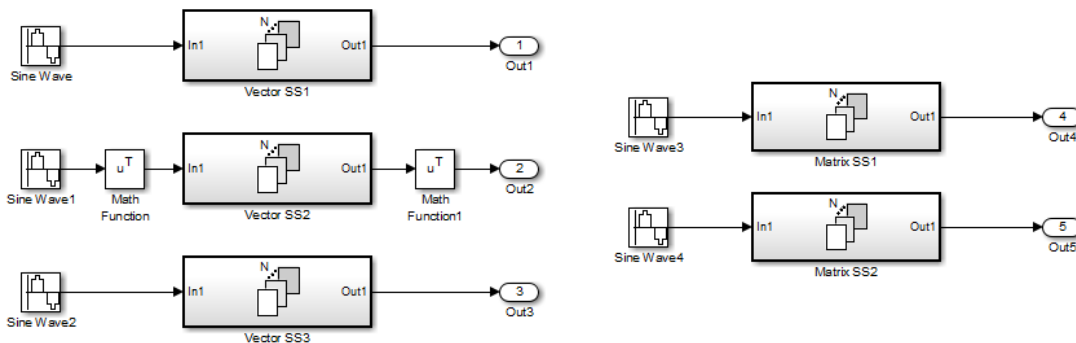 Sine Wave
In1
N
Out1
Vector SS1
1
Out1
Sine Wave1
u^T
Math
Function
In1
N
Out1
Vector SS2
u^T
Math
Function1
2
Out2
Sine Wave2
In1
N
Out1
Vector SS3
3
Out3
Sine Wave3
In1
N
Out1
Matrix SS1
4
Out4
Sine Wave4
In1
N
Out1
Matrix SS2
5
Out5